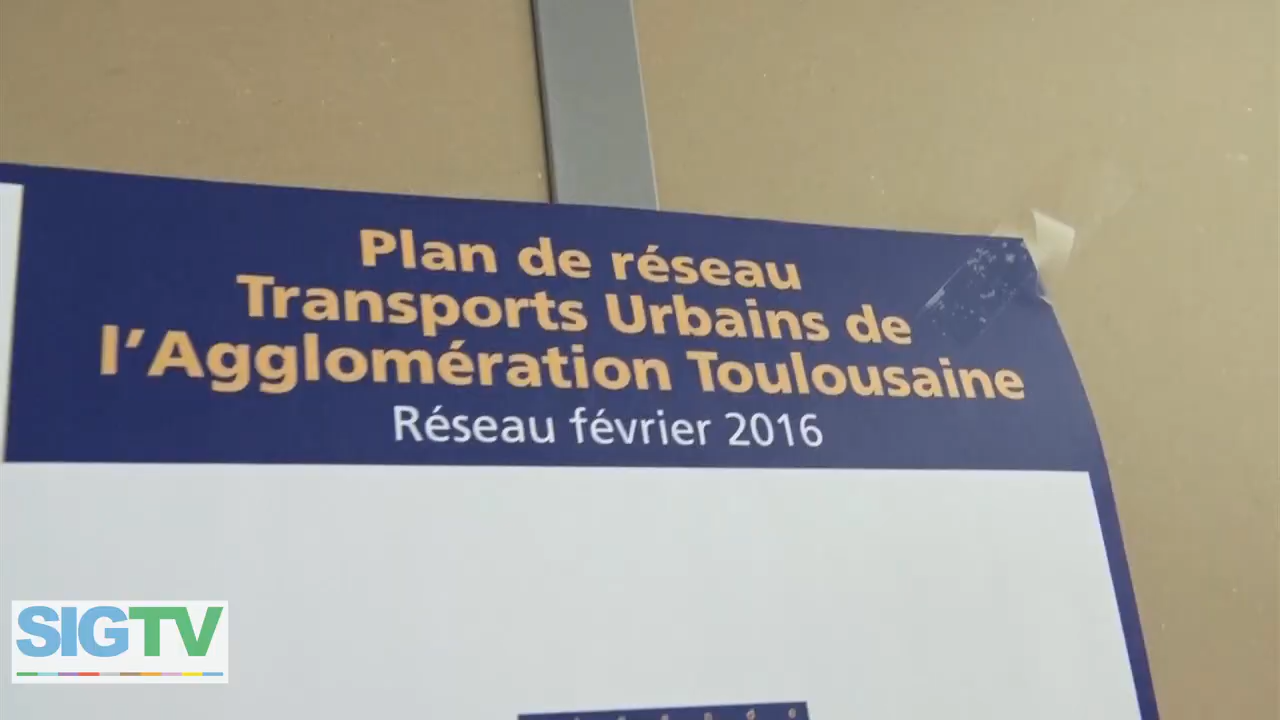 Plan de réseau
Transports Urbains de
l'Agglomération Toulousaine
Réseau février 2016
SIGTV